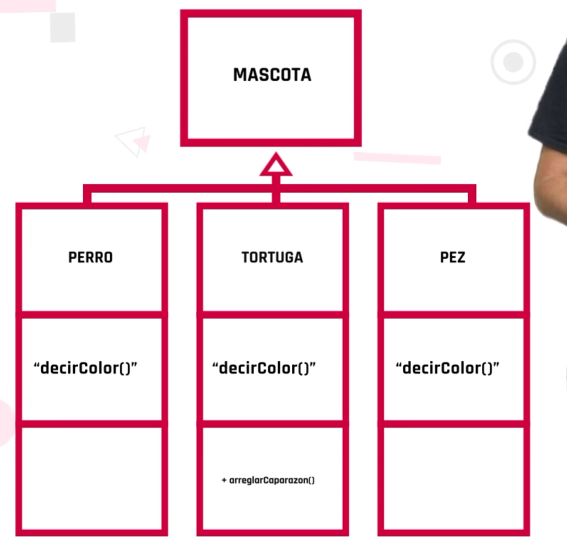 MASCOTA
PERRO
TORTUGA
PEZ
“decirColor()”
“decirColor()”
“decirColor()”
+ arreglarCaparazon()